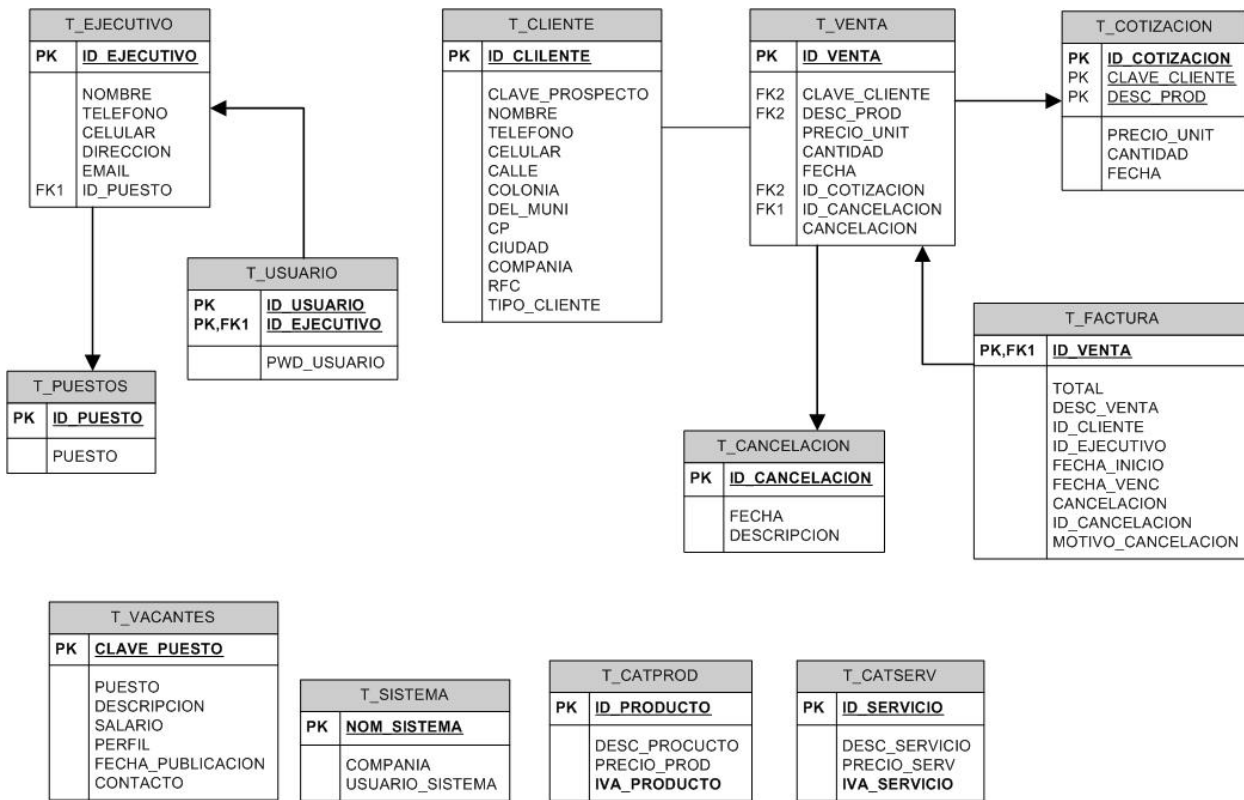 T_EJECUTIVO
PK ID_EJECUTIVO
NOMBRE
TELEFONO
CELULAR
DIRECCION
EMAIL
FK1 ID_PUESTO
T_CLIENTE
PK ID_CLILENTE
CLAVE_PROSPECTO
NOMBRE
TELEFONO
CELULAR
CALLE
COLONIA
DEL_MUNI
CP
CIUDAD
COMPANIA
RFC
TIPO_CLIENTE
T_VENTA
PK ID_VENTA
FK2 CLAVE_CLIENTE
FK2 DESC_PROD
PRECIO_UNIT
CANTIDAD
FECHA
FK2 ID_COTIZACION
FK1 ID_CANCELACION
CANCELACION
T_COTIZACION
PK ID_COTIZACION
PK CLAVE_CLIENTE
PK DESC_PROD
PRECIO_UNIT
CANTIDAD
FECHA
T_USUARIO
PK ID_USUARIO
PK,FK1 ID_EJECUTIVO
PWD_USUARIO
T_PUESTOS
PK ID_PUESTO
PUESTO
T_CANCELACION
PK ID_CANCELACION
FECHA
DESCRIPCION
T_FACTURA
PK,FK1 ID_VENTA
TOTAL
DESC_VENTA
ID_CLIENTE
ID_EJECUTIVO
FECHA_INICIO
FECHA_VENC
CANCELACION
ID_CANCELACION
MOTIVO_CANCELACION
T_VACANTES
PK CLAVE_PUESTO
PUESTO
DESCRIPCION
SALARIO
PERFIL
FECHA_PUBLICACION
CONTACTO
T_SISTEMA
PK NOM_SISTEMA
COMPANIA
USUARIO_SISTEMA
T_CATPROD
PK ID_PRODUCTO
DESC_PROCUCTO
PRECIO_PROD
IVA_PRODUCTO
T_CATSERV
PK ID_SERVICIO
DESC_SERVICIO
PRECIO_SERV
IVA_SERVICIO